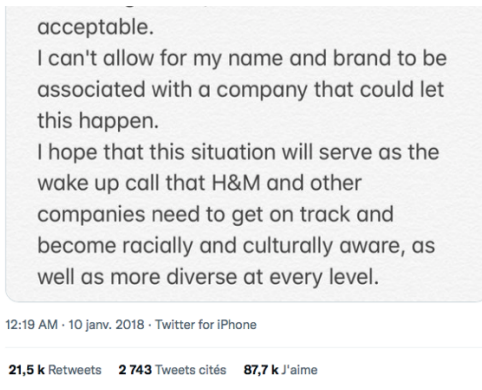 acceptable.
I can't allow for my name and brand to be
associated with a company that could let
this happen.
I hope that this situation will serve as the
wake up call that H&M and other
companies need to get on track and
become racially and culturally aware, as
well as more diverse at every level.
12:19 AM · 10 janv. 2018 · Twitter for iPhone
21,5 k Retweets 2 743 Tweets cités 87,7 k J'aime